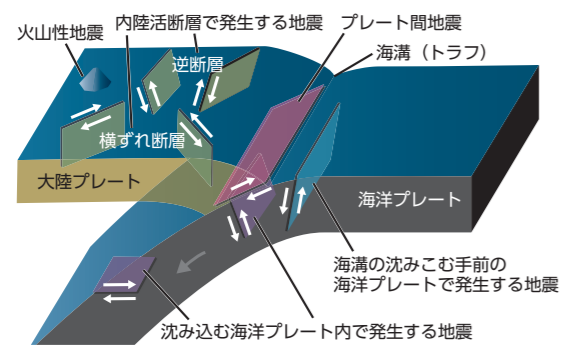 火山性地震
内陸活断層で発生する地震
プレート間地震
海溝（トラフ）
逆断層
横ずれ断層
大陸プレート
海洋プレート
海溝の沈みこむ手前の
海洋プレートで発生する地震
沈み込む海洋プレート内で発生する地震